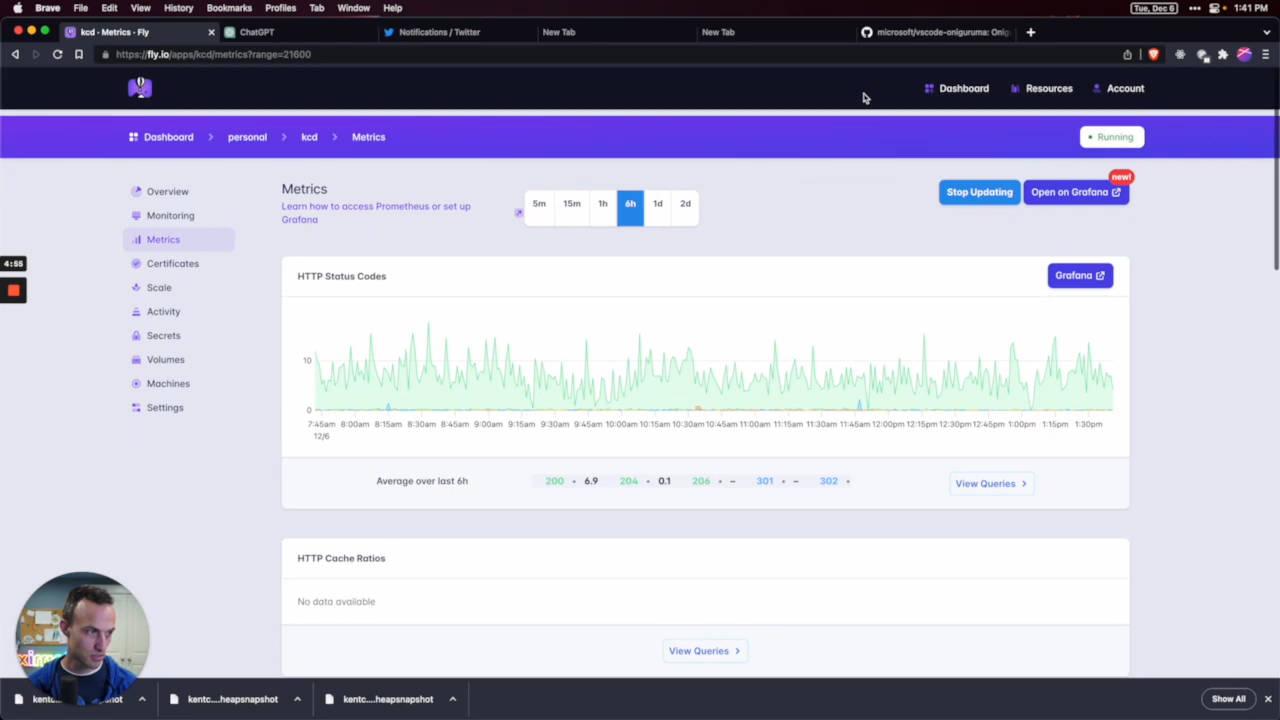 Brave File Edit View History Bookmarks Profiles Tab Window Help Tue, Dec 6 1:41 PM
kcd · Metrics · Fly ChatGPT Notifications / Twitter New Tab New Tab microsoft/vscode-oniguruma: Onig
https://fly.io/apps/kcd/metrics?range=21600
Dashboard Resources Account
Dashboard personal kcd Metrics Running
Overview
Monitoring
Metrics
Certificates
Scale
Activity
Secrets
Volumes
Machines
Settings
4:55
Metrics
Learn how to access Prometheus or set up
Grafana
5m 15m 1h 6h 1d 2d
Stop Updating Open on Grafana new!
HTTP Status Codes Grafana
10
0
7:45am 8:00am 8:15am 8:30am 8:45am 9:00am 9:15am 9:30am 9:45am 10:00am 10:15am 10:30am 10:45am 11:00am 11:15am 11:30am 11:45am 12:00pm 12:15pm 12:30pm 12:45pm 1:00pm 1:15pm 1:30pm
12/6
Average over last 6h 200 • 6.9 204 • 0.1 206 • – 301 • – 302 • View Queries
HTTP Cache Ratios
No data available
View Queries
kentc....heapsnapshot kentc....heapsnapshot Show All